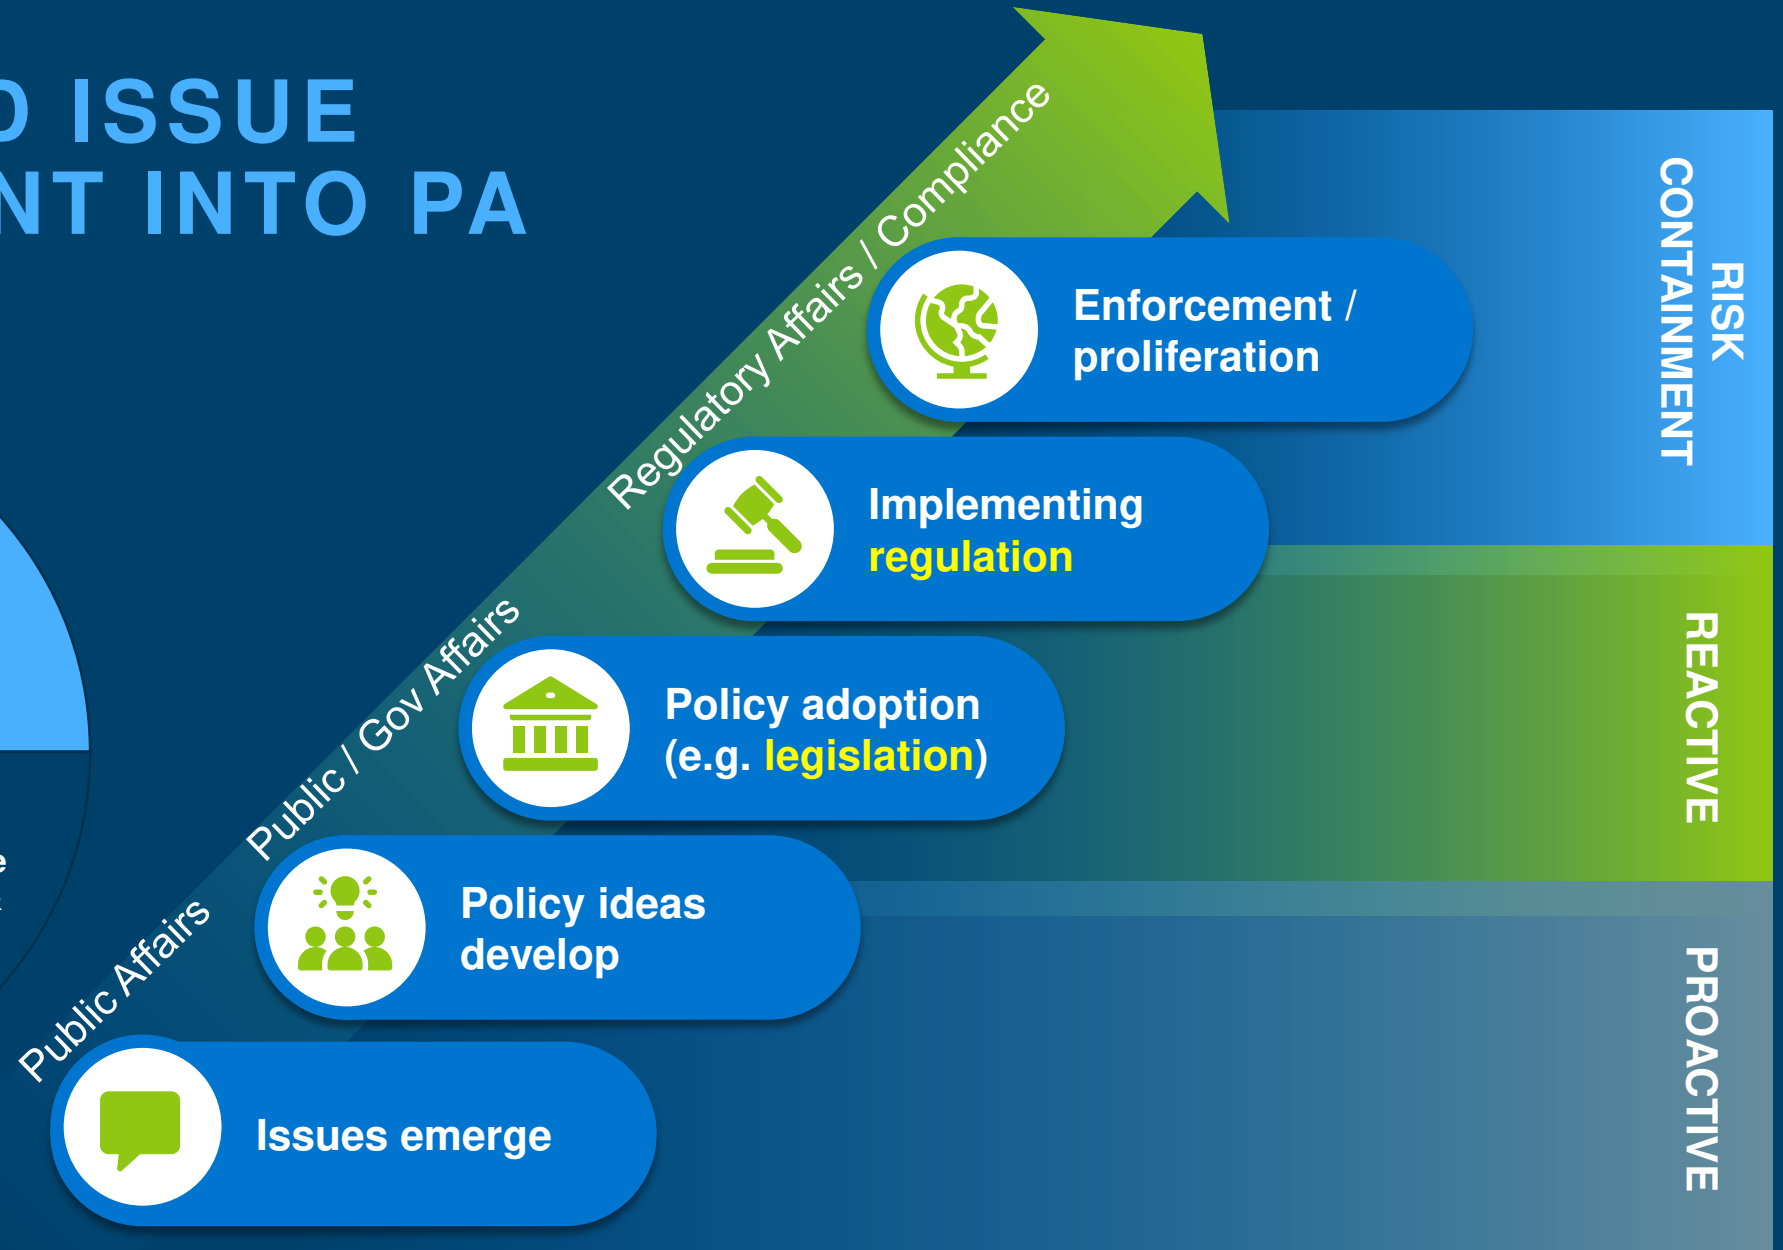 ISSUE
INTO PA
Regulatory Affairs / Compliance
Public / Gov Affairs
Public Affairs
Enforcement /
proliferation
Implementing
regulation
Policy adoption
(e.g. legislation)
Policy ideas
develop
Issues emerge
RISK
CONTAINMENT
REACTIVE
PROACTIVE